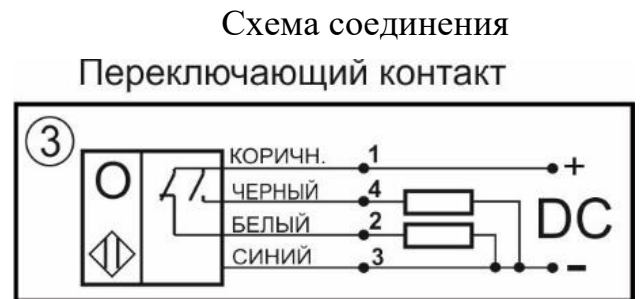 Схема соединения
Переключающий контакт
3
КОРИЧН. 1 +
О
ЧЕРНЫЙ 4
БЕЛЫЙ 2
DC
СИНИЙ 3 -